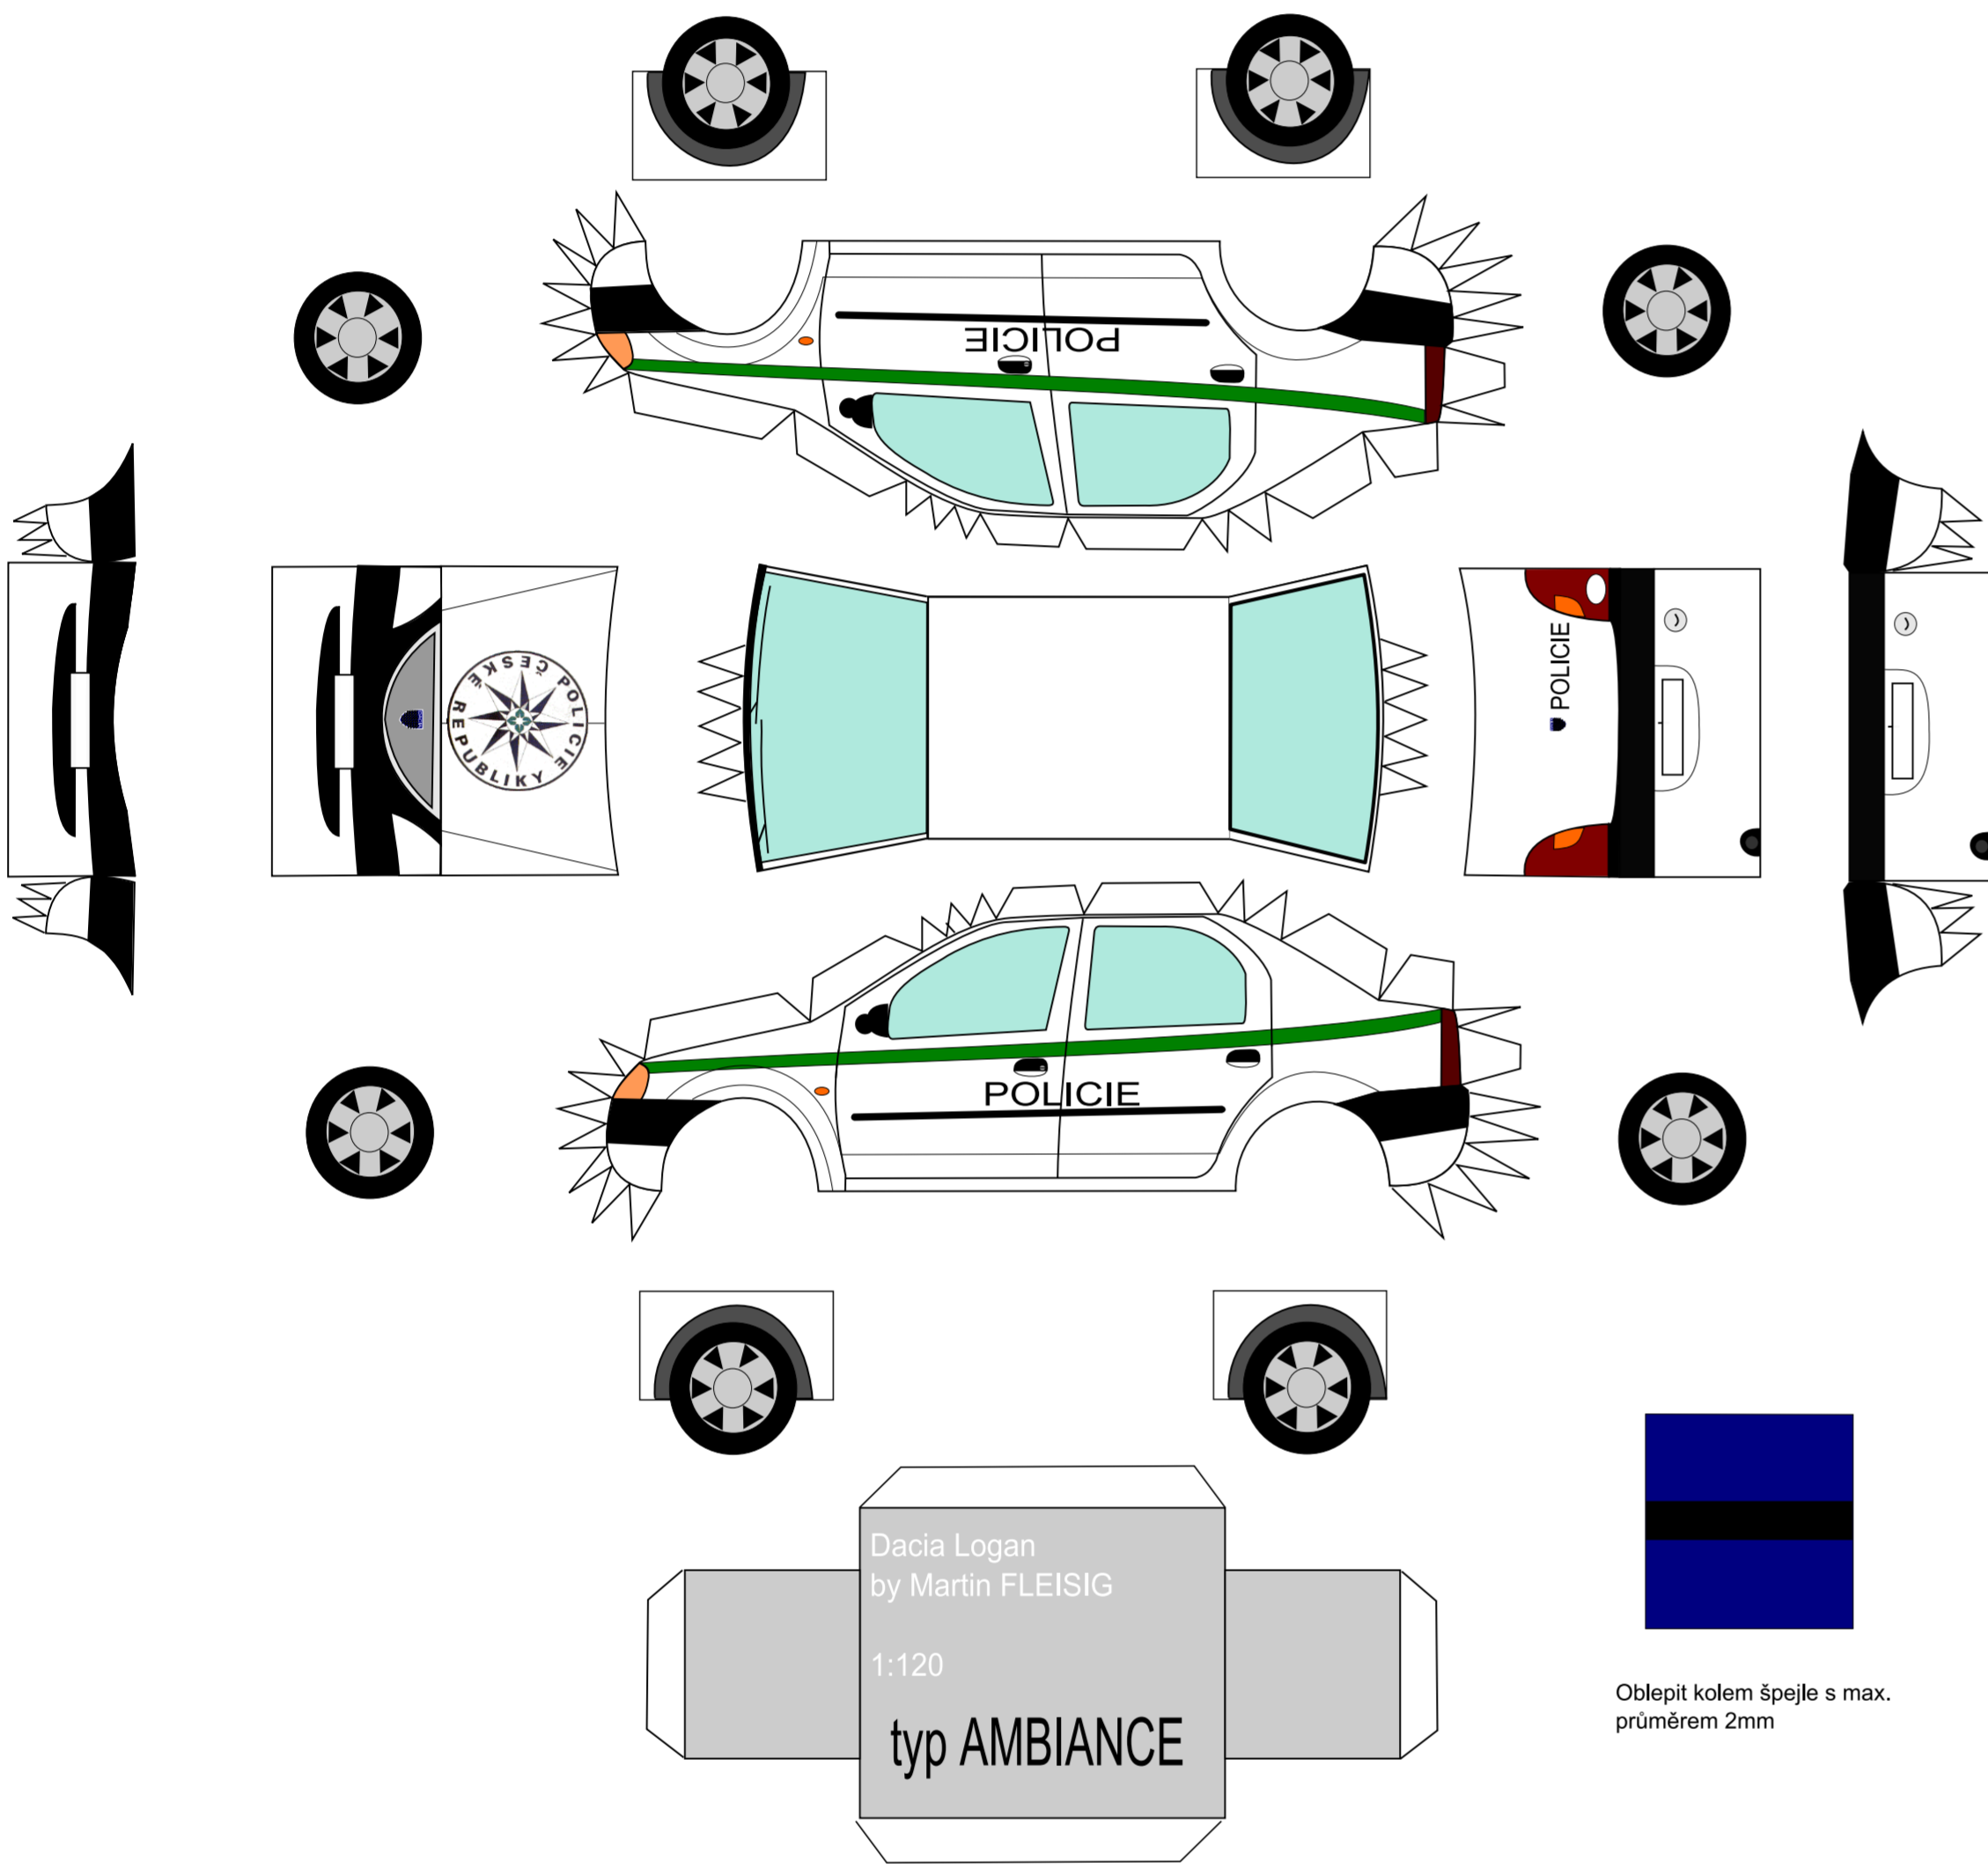 POLICIE
POLICIE ČESKÉ REPUBLIKY
POLICIE
POLICIE
Dacia Logan
by Martin FLEISIG
1:120
typ AMBIANCE
Oblepit kolem špejle s max.
průměrem 2mm